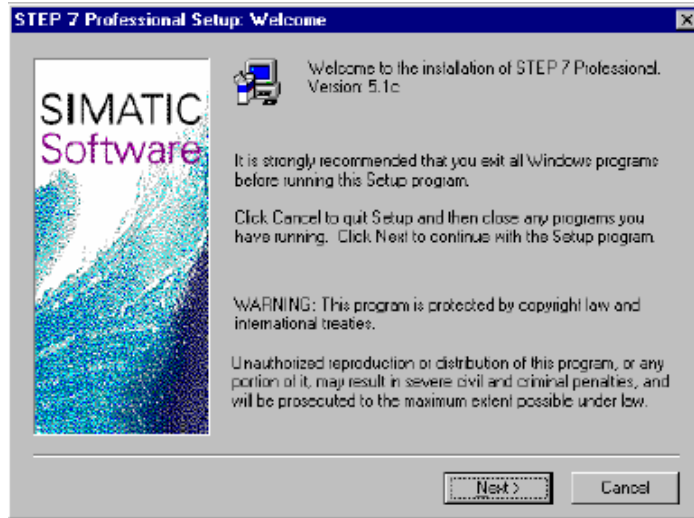 STEP 7 Professional Setup: Welcome
SIMATIC
Software
Welcome to the installation of STEP 7 Professional.
Version: 5.1c
It is strongly recommended that you exit all Windows programs
before running this Setup program.
Click Cancel to quit Setup and then close any programs you
have running. Click Next to continue with the Setup program.
WARNING: This program is protected by copyright law and
international treaties.
Unauthorized reproduction or distribution of this program, or any
portion of it, may result in severe civil and criminal penalties, and
will be prosecuted to the maximum extent possible under law.
Next >
Cancel